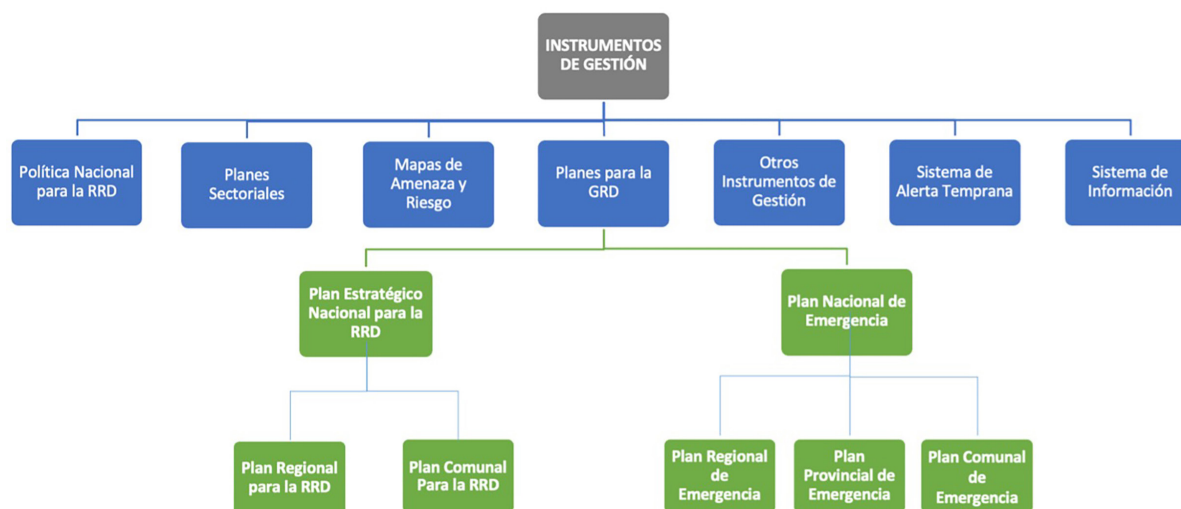 INSTRUMENTOS
DE GESTIÓN
Política Nacional
para la RRD
Planes
Sectoriales
Mapas de
Amenaza y
Riesgo
Planes para la
GRD
Otros
Instrumentos de
Gestión
Sistema de
Alerta Temprana
Sistema de
Información
Plan Estratégico
Nacional para la
RRD
Plan Nacional de
Emergencia
Plan Regional
para la RRD
Plan Comunal
Para la RRD
Plan Regional
de
Emergencia
Plan
Provincial de
Emergencia
Plan Comunal
de
Emergencia